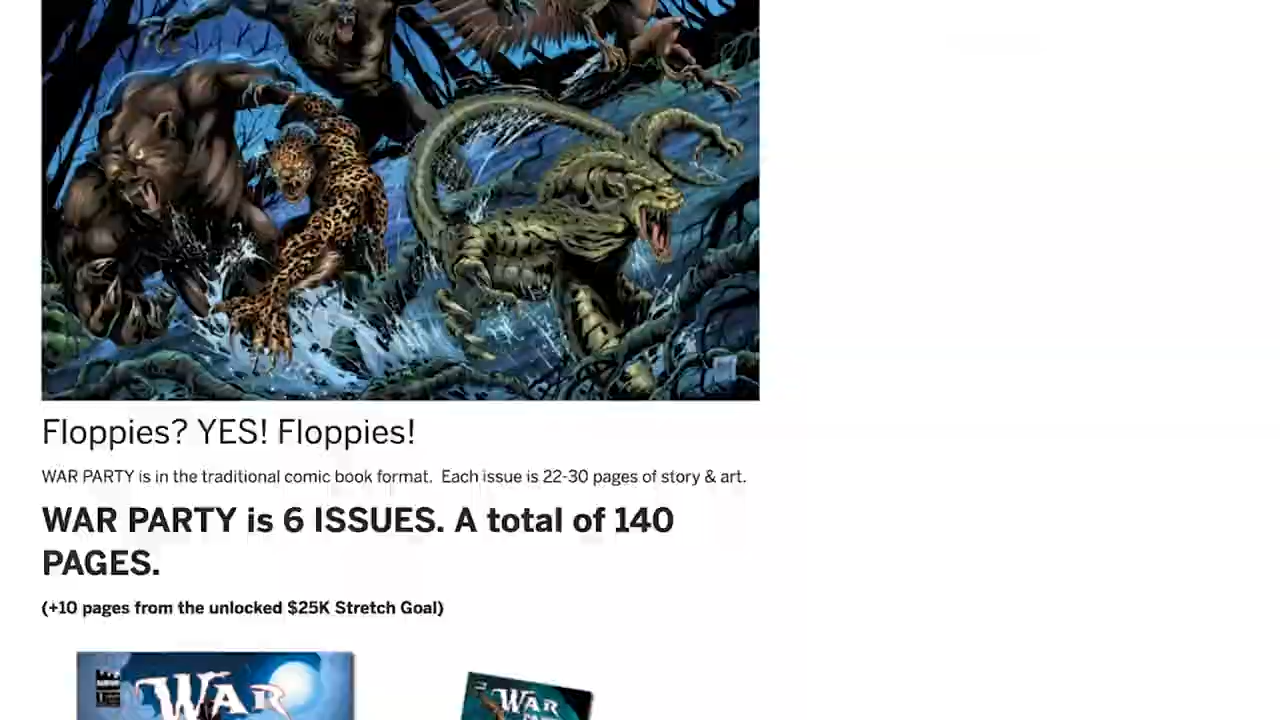 Floppies? YES! Floppies!
WAR PARTY is in the traditional comic book format. Each issue is 22-30 pages of story & art.
WAR PARTY is 6 ISSUES. A total of 140
PAGES.
(+10 pages from the unlocked $25K Stretch Goal)
WAR
WAR